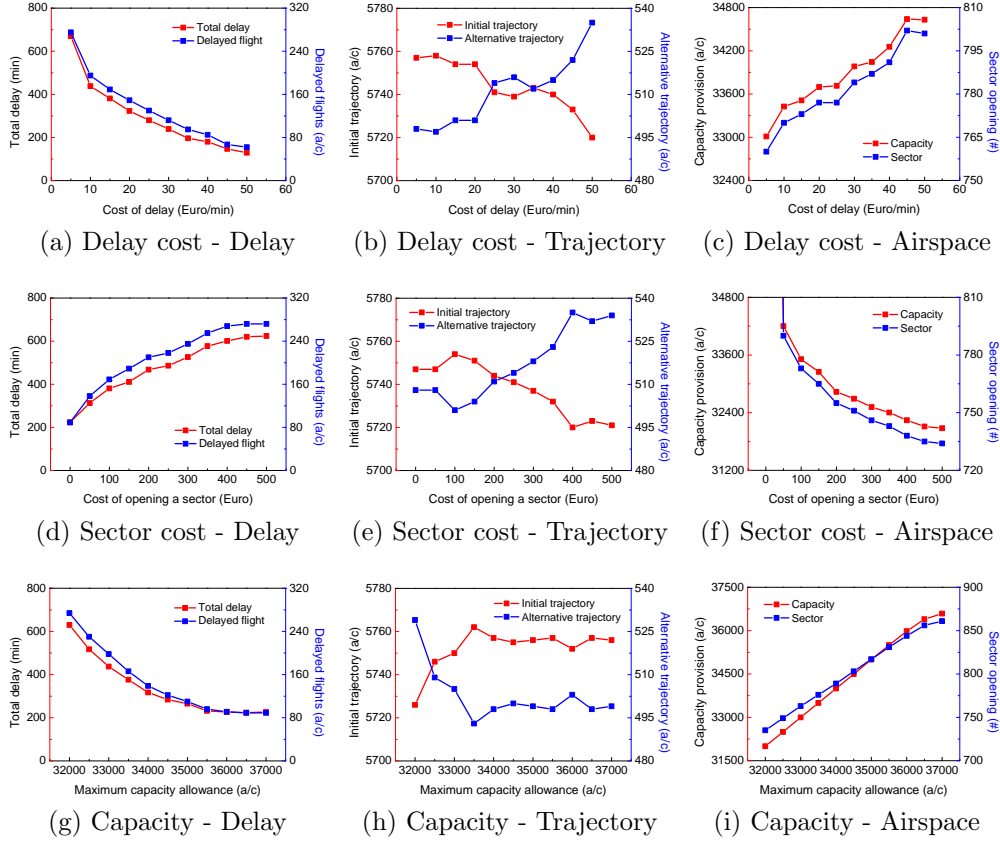 800
600
400
200
0
Total delay (min)
Total delay
Delayed flight
320
240
160
80
0
Delayed flights (a/c)
0 10 20 30 40 50 60
Cost of delay (Euro/min)
(a) Delay cost - Delay
5780
5760
5740
5720
5700
Initial trajectory (a/c)
Initial trajectory
Alternative trajectory
540
525
510
495
480
Alternative trajectory (a/c)
0 10 20 30 40 50 60
Cost of delay (Euro/min)
(b) Delay cost - Trajectory
34800
34200
33600
33000
32400
Capacity provision (a/c)
Capacity
Sector
810
795
780
765
750
Sector opening (#)
0 10 20 30 40 50 60
Cost of delay (Euro/min)
(c) Delay cost - Airspace
800
600
400
200
0
Total delay (min)
Total delay
Delayed flight
320
240
160
80
0
Delayed flights (a/c)
0 100 200 300 400 500
Cost of opening a sector (Euro)
(d) Sector cost - Delay
5780
5760
5740
5720
5700
Initial trajectory (a/c)
Initial trajectory
Alternative trajectory
540
525
510
495
480
Alternative trajectory (a/c)
0 100 200 300 400 500
Cost of opening a sector (Euro)
(e) Sector cost - Trajectory
34800
33600
32400
31200
Capacity provision (a/c)
Capacity
Sector
810
780
750
720
Sector opening (#)
0 100 200 300 400 500
Cost of opening a sector (Euro)
(f) Sector cost - Airspace
800
600
400
200
0
Total delay (min)
Total delay
Delayed flight
320
240
160
80
0
Delayed flights (a/c)
32000 33000 34000 35000 36000 37000
Maximum capacity allowance (a/c)
(g) Capacity - Delay
5780
5760
5740
5720
5700
Initial trajectory (a/c)
Initial trajectory
Alternative trajectory
540
525
510
495
480
Alternative trajectory (a/c)
32000 33000 34000 35000 36000 37000
Maximum capacity allowance (a/c)
(h) Capacity - Trajectory
37500
36000
34500
33000
31500
Capacity provision (a/c)
Capacity
Sector
900
850
800
750
700
Sector opening (#)
32000 33000 34000 35000 36000 37000
Maximum capacity allowance (a/c)
(i) Capacity - Airspace